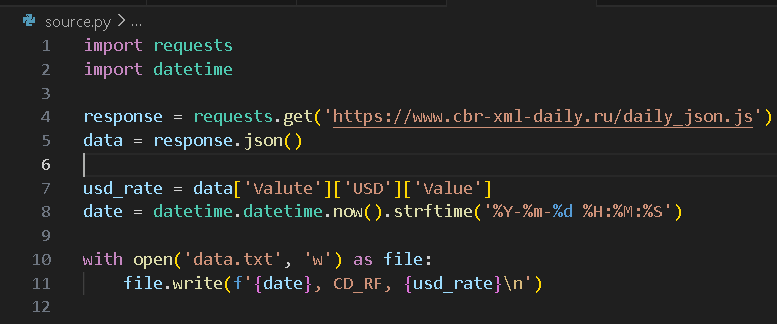 source.py > ...
1 import requests
2 import datetime
3
4 response = requests.get('https://www.cbr-xml-daily.ru/daily_json.js')
5 data = response.json()
6
7 usd_rate = data['Valute']['USD']['Value']
8 date = datetime.datetime.now().strftime('%Y-%m-%d %H:%M:%S')
9
10 with open('data.txt', 'w') as file:
11     file.write(f'{date}, CD_RF, {usd_rate}\n')
12